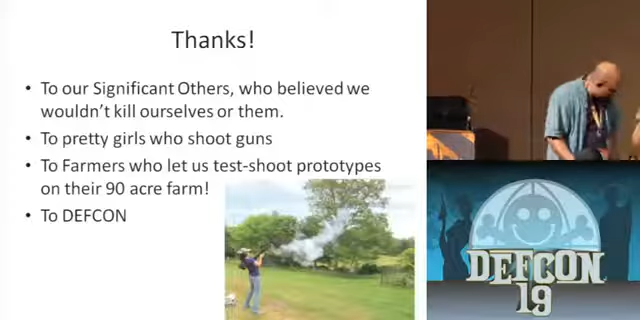 Thanks!
• To our Significant Others, who believed we
wouldn't kill ourselves or them.
• To pretty girls who shoot guns
• To Farmers who let us test-shoot prototypes
on their 90 acre farm!
• To DEFCON
DEFCON
19